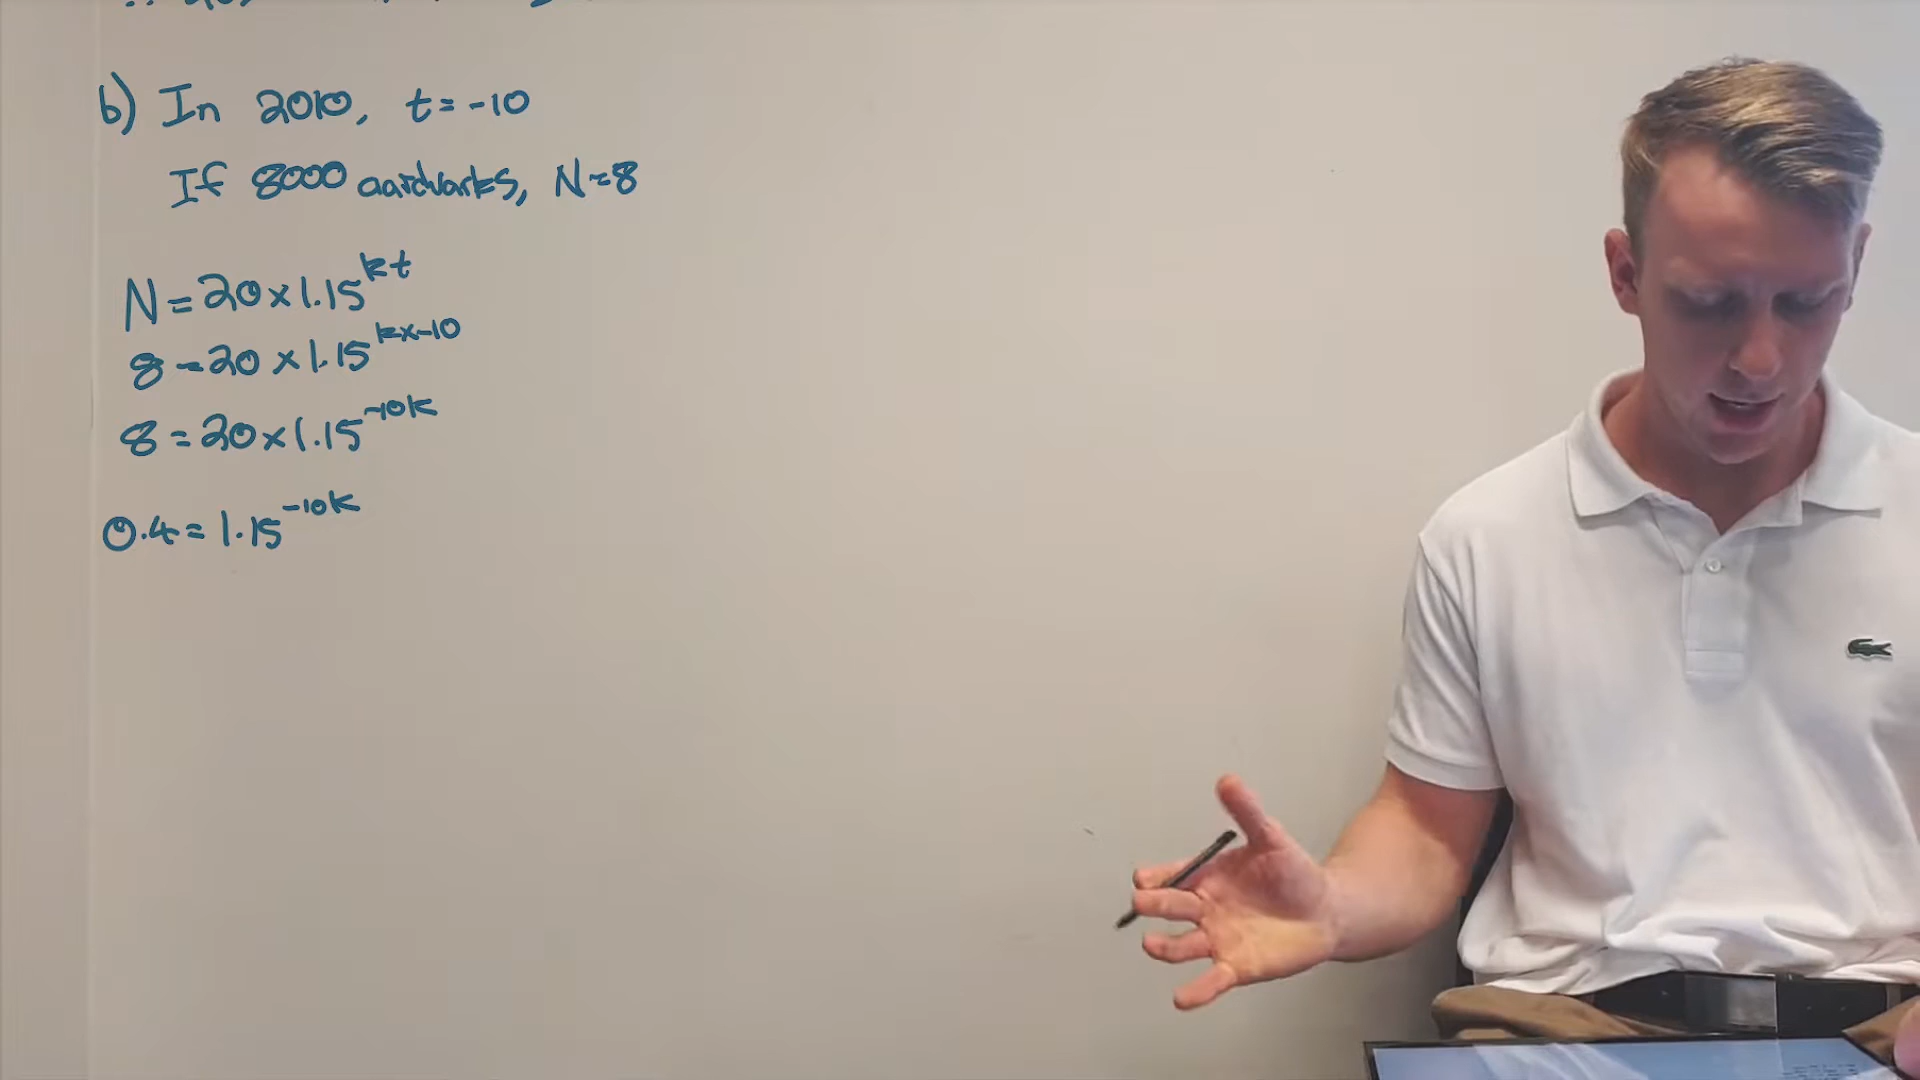 b) In 2010, t = -10
If 8000 aardvarks, N=8
N = 20 × 1.15^kt
8 = 20 × 1.15^k×-10
8 = 20 × 1.15^-10k
0.4 = 1.15^-10k